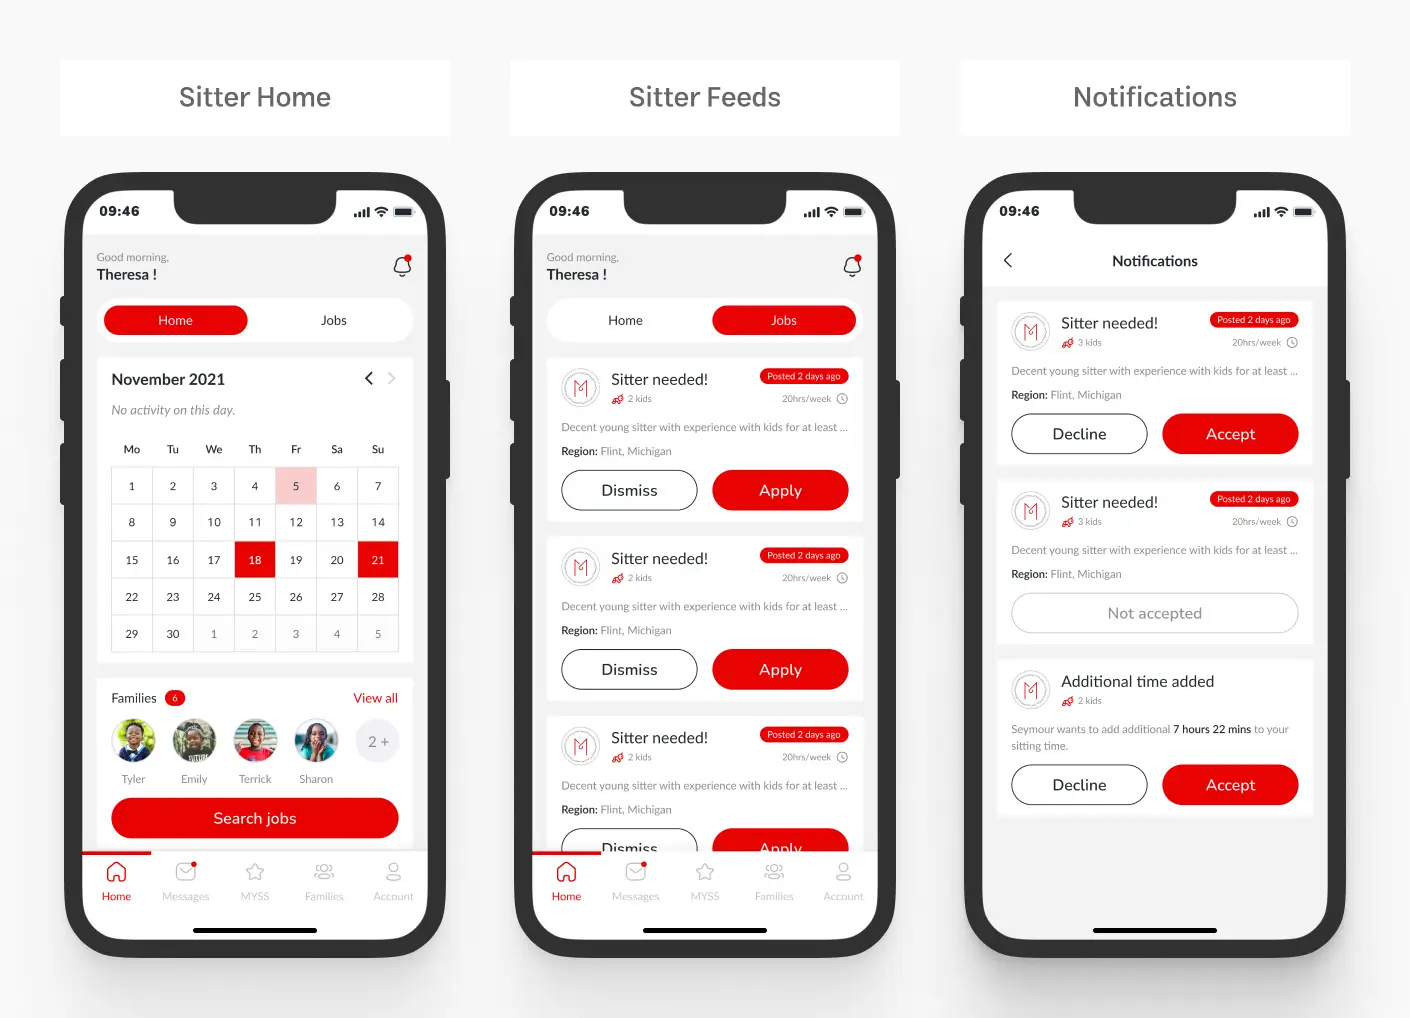 Sitter Home
09:46
Good morning,
Theresa !
Home Jobs
November 2021
No activity on this day.
Mo Tu We Th Fr Sa Su
1 2 3 4 5 6 7
8 9 10 11 12 13 14
15 16 17 18 19 20 21
22 23 24 25 26 27 28
29 30 1 2 3 4 5
Families 6 View all
2 +
Tyler Emily Terrick Sharon
Search jobs
Home Messages MYSS Families Account
Sitter Feeds
09:46
Good morning,
Theresa !
Home Jobs
Sitter needed! Posted 2 days ago
2 kids 20hrs/week
Decent young sitter with experience with kids for at least ...
Region: Flint, Michigan
Dismiss Apply
Sitter needed! Posted 2 days ago
2 kids 20hrs/week
Decent young sitter with experience with kids for at least ...
Region: Flint, Michigan
Dismiss Apply
Sitter needed! Posted 2 days ago
2 kids 20hrs/week
Decent young sitter with experience with kids for at least ...
Region: Flint, Michigan
Dismiss Apply
Home Messages MYSS Families Account
Notifications
09:46
Notifications
M Sitter needed! Posted 2 days ago
3 kids 20hrs/week
Decent young sitter with experience with kids for at least ...
Region: Flint, Michigan
Decline Accept
M Sitter needed! Posted 2 days ago
3 kids 20hrs/week
Decent young sitter with experience with kids for at least ...
Region: Flint, Michigan
Not accepted
M Additional time added
2 kids
Seymour wants to add additional 7 hours 22 mins to your
sitting time.
Decline Accept